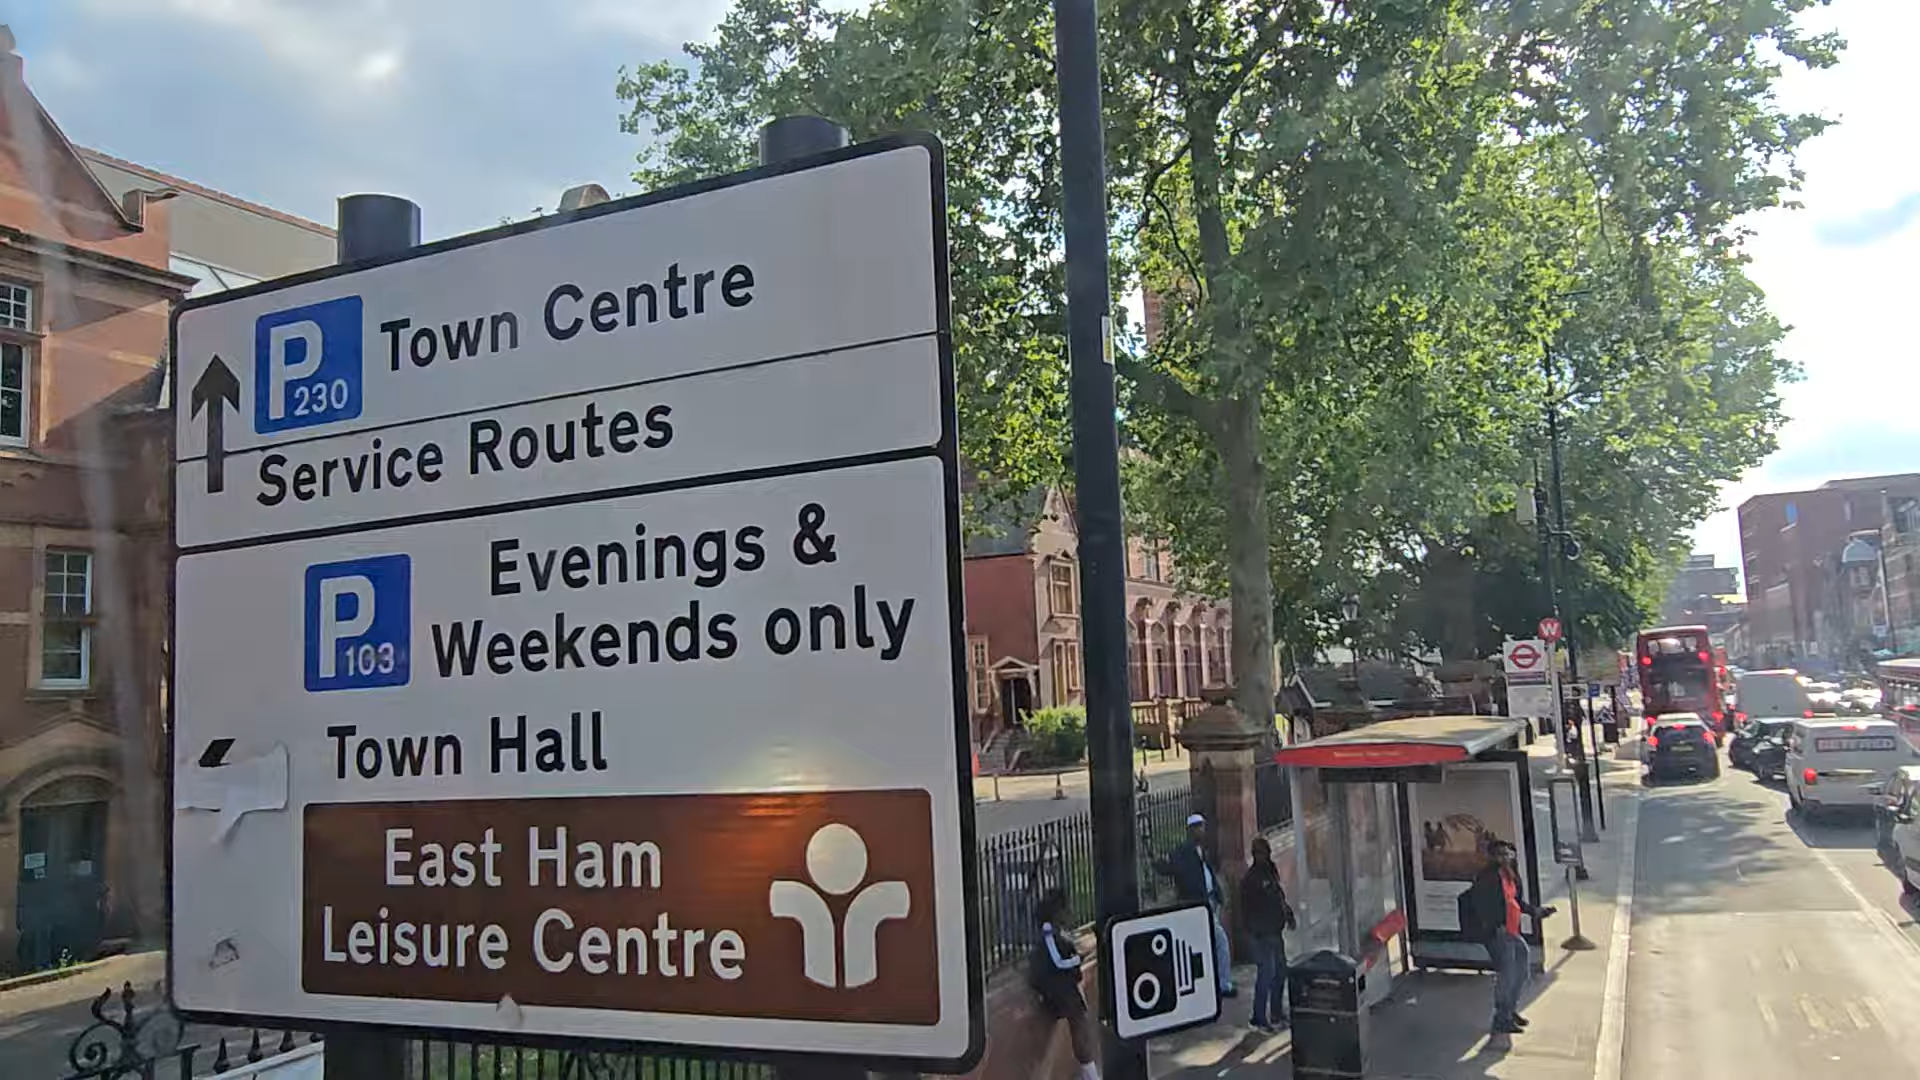 P
230
Town Centre
Service Routes
P
103
Evenings &
Weekends only
Town Hall
East Ham
Leisure Centre
W